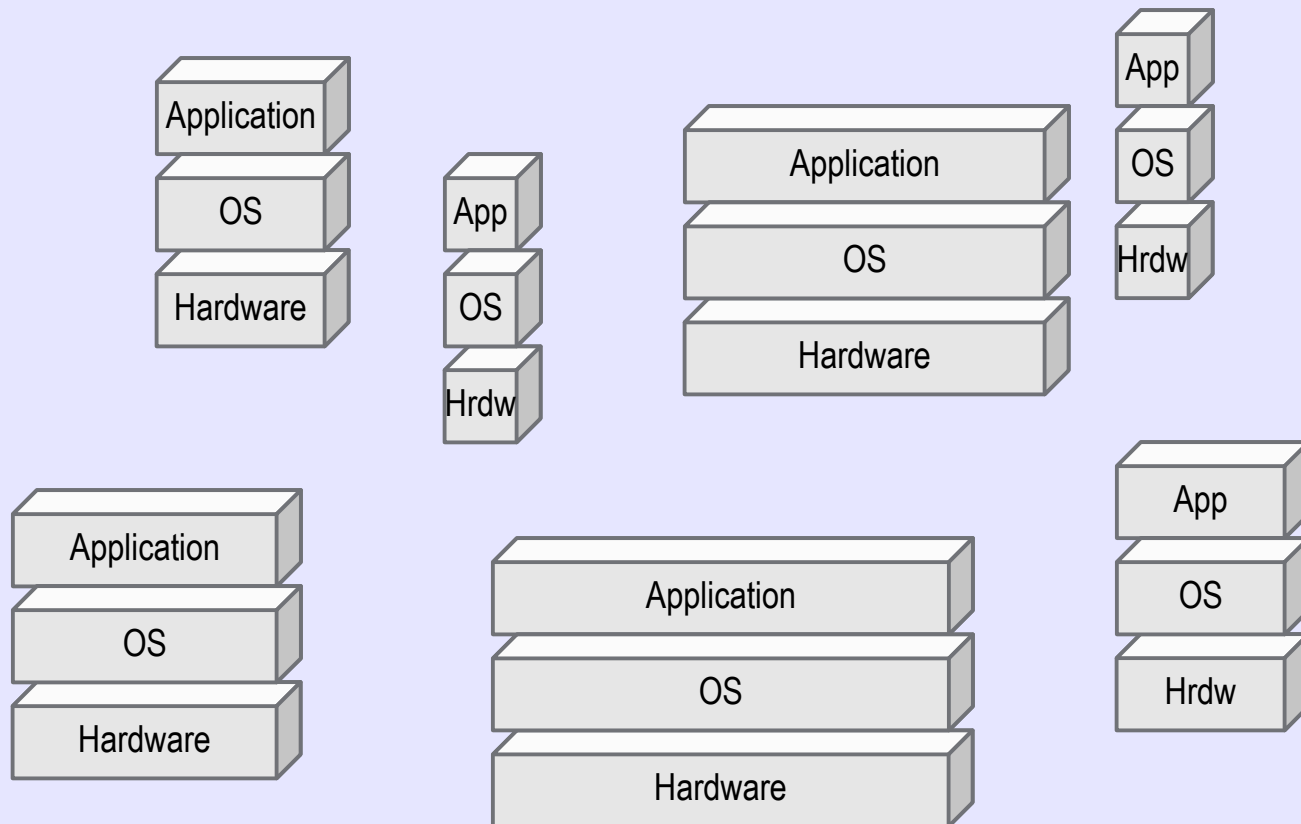 Application
OS
Hardware
App
OS
Hrdw
Application
OS
Hardware
App
OS
Hrdw
Application
OS
Hardware
Application
OS
Hardware
App
OS
Hrdw